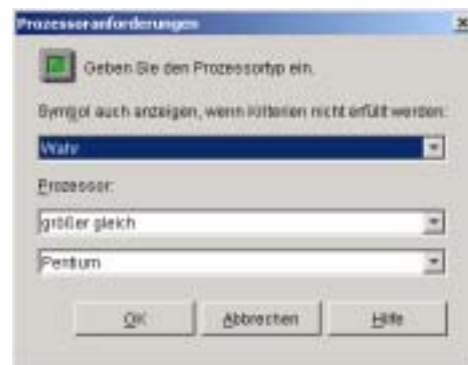 Prozessoranforderungen
Geben Sie den Prozessortyp ein.
Symbol auch anzeigen, wenn Kriterien nicht erfüllt werden:
Wahr
Prozessor:
größer gleich
Pentium
OK Abbrechen Hilfe